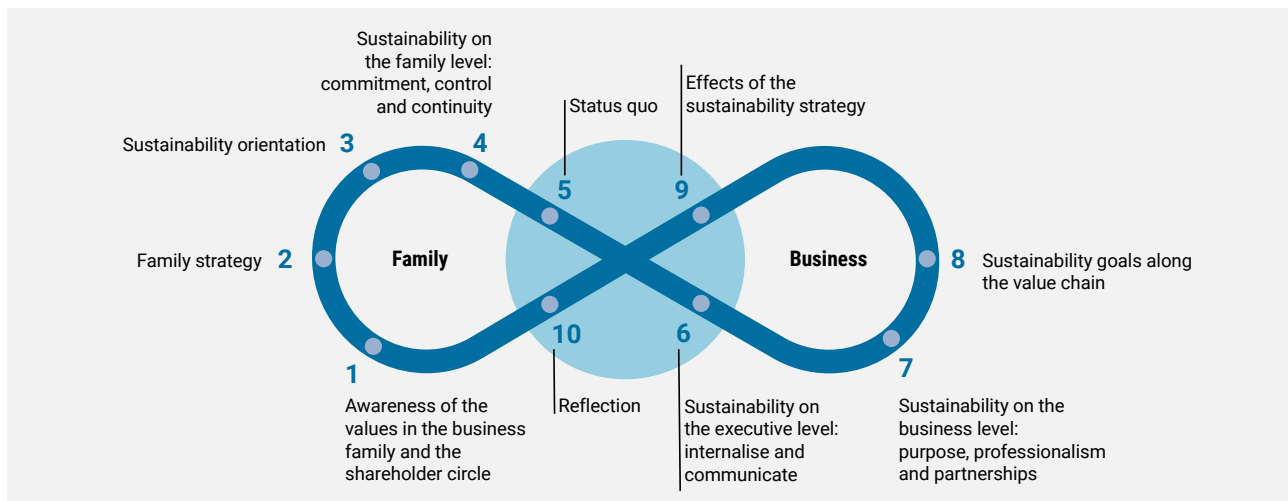 Sustainability on
the family level:
commitment, control
and continuity
Status quo
Effects of the
sustainability strategy
Sustainability orientation
3
4
5
9
Family strategy
2
Family
Business
8
Sustainability goals along
the value chain
1
10
6
7
Awareness of the
values in the business
family and the
shareholder circle
Reflection
Sustainability on
the executive level:
internalise and
communicate
Sustainability on the
business level:
purpose, professionalism
and partnerships